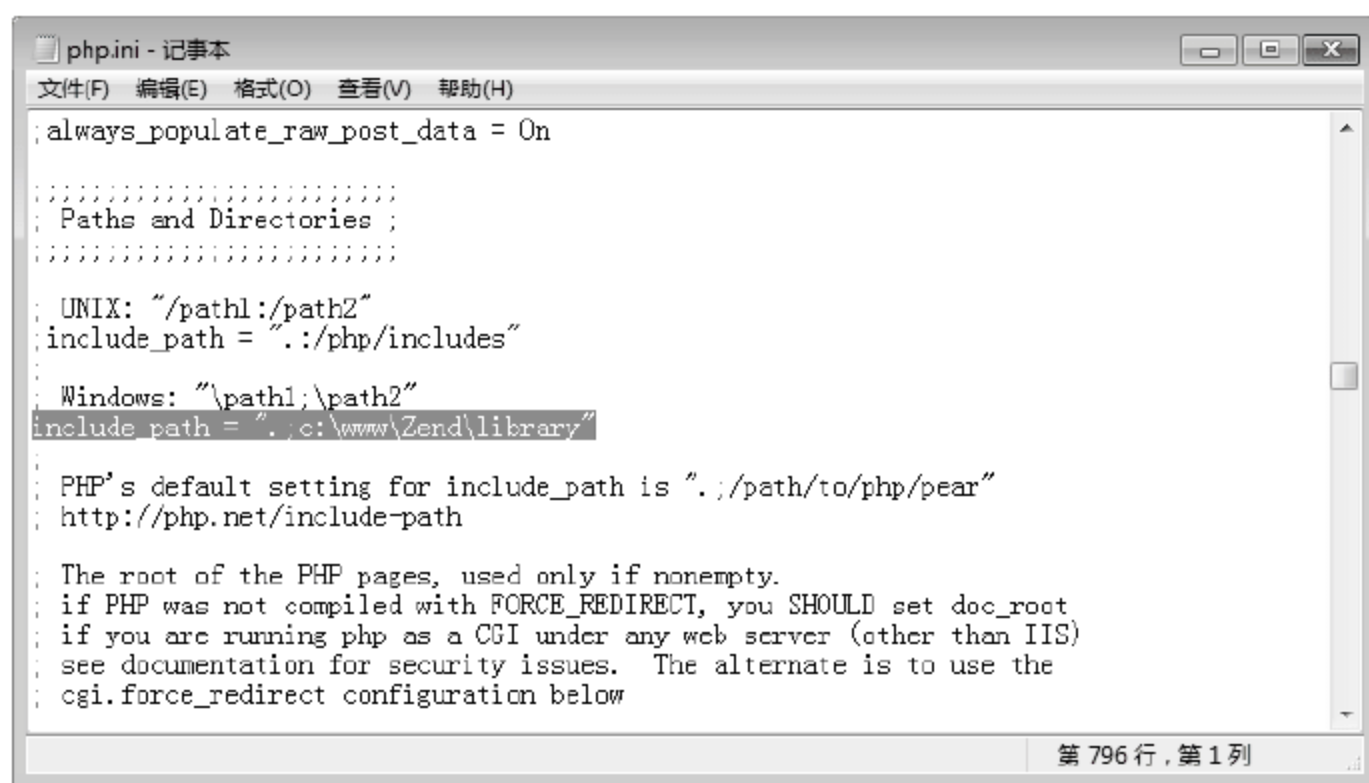 php.ini - 记事本
文件(F) 编辑(E) 格式(O) 查看(V) 帮助(H)
;always_populate_raw_post_data = On
;;;;;;;;;;;;;;;;;;;;;;;;;
; Paths and Directories ;
;;;;;;;;;;;;;;;;;;;;;;;;;
; UNIX: "/path1:/path2"
;include_path = ".:/php/includes"
;
; Windows: "\path1;\path2"
include_path = ".;c:\www\Zend\library"
;
; PHP's default setting for include_path is ".;/path/to/php/pear"
; http://php.net/include-path
; The root of the PHP pages, used only if nonempty.
; if PHP was not compiled with FORCE_REDIRECT, you SHOULD set doc_root
; if you are running php as a CGI under any web server (other than IIS)
; see documentation for security issues.  The alternate is to use the
; cgi.force_redirect configuration below
第 796 行，第 1 列